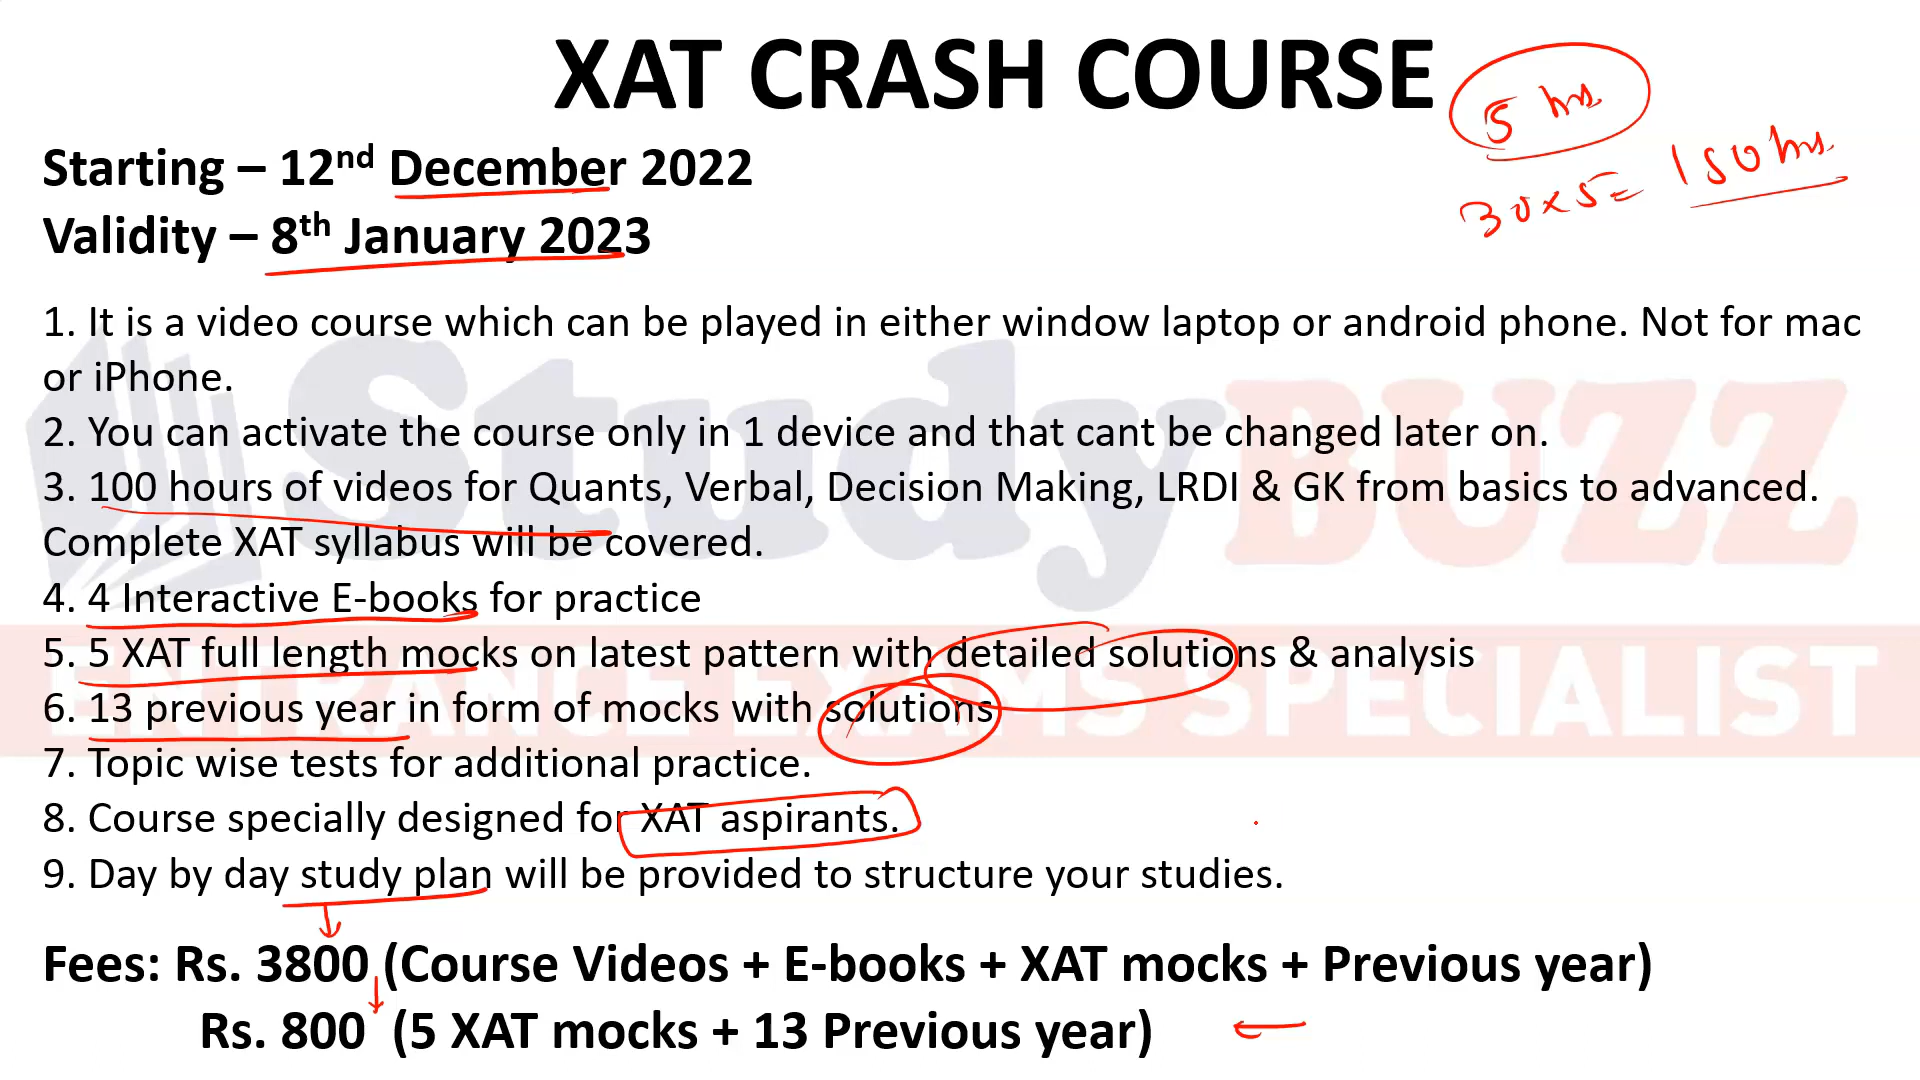 XAT CRASH COURSE
5 hrs.
30 x 5 = 150 hrs.
Starting – 12nd December 2022
Validity – 8th January 2023
1. It is a video course which can be played in either window laptop or android phone. Not for mac
or iPhone.
2. You can activate the course only in 1 device and that cant be changed later on.
3. 100 hours of videos for Quants, Verbal, Decision Making, LRDI & GK from basics to advanced.
Complete XAT syllabus will be covered.
4. 4 Interactive E-books for practice
5. 5 XAT full length mocks on latest pattern with detailed solutions & analysis
6. 13 previous year in form of mocks with solutions
7. Topic wise tests for additional practice.
8. Course specially designed for XAT aspirants.
9. Day by day study plan will be provided to structure your studies.
Fees: Rs. 3800 (Course Videos + E-books + XAT mocks + Previous year)
Rs. 800 (5 XAT mocks + 13 Previous year)
StudyBUZZ
ENTRANCE EXAMS SPECIALIST